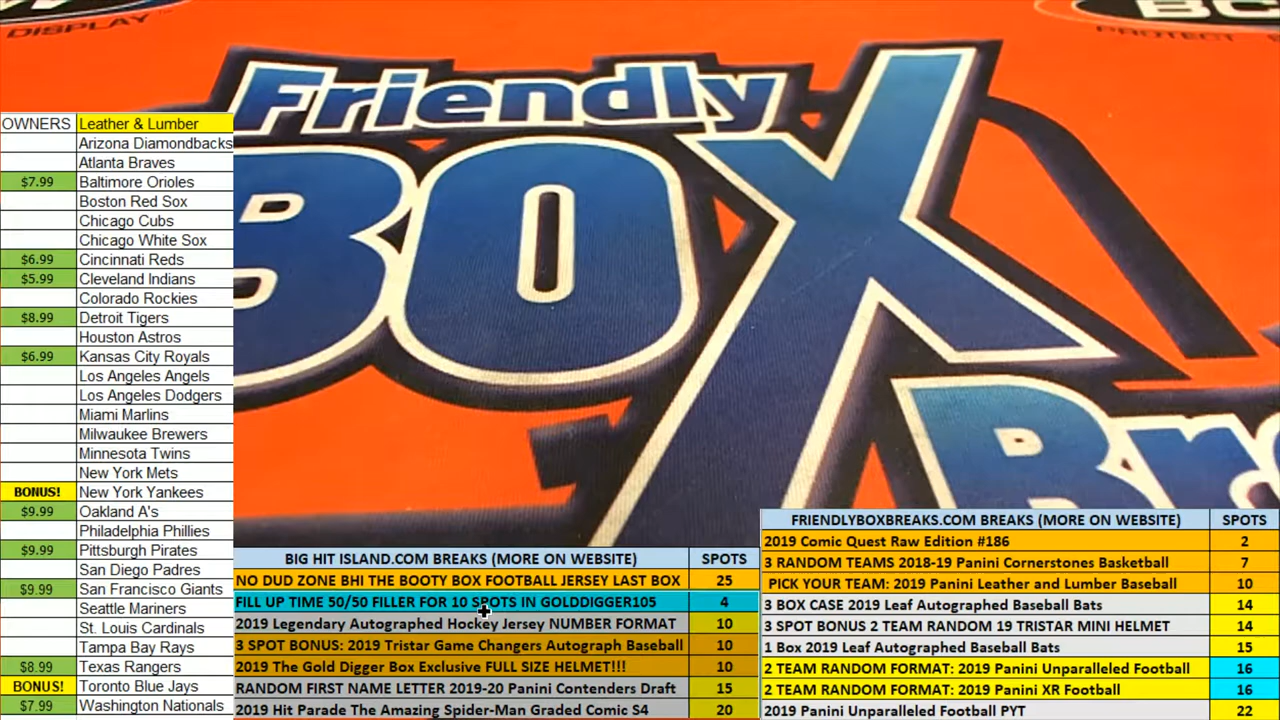 DISPLAY
BC
PROTECT
Friendly
BOX
Br
OWNERS Leather & Lumber
Arizona Diamondbacks
Atlanta Braves
$7.99 Baltimore Orioles
Boston Red Sox
Chicago Cubs
Chicago White Sox
$6.99 Cincinnati Reds
$5.99 Cleveland Indians
Colorado Rockies
$8.99 Detroit Tigers
Houston Astros
$6.99 Kansas City Royals
Los Angeles Angels
Los Angeles Dodgers
Miami Marlins
Milwaukee Brewers
Minnesota Twins
New York Mets
BONUS! New York Yankees
$9.99 Oakland A's
Philadelphia Phillies
$9.99 Pittsburgh Pirates
San Diego Padres
$9.99 San Francisco Giants
Seattle Mariners
St. Louis Cardinals
Tampa Bay Rays
$8.99 Texas Rangers
BONUS! Toronto Blue Jays
$7.99 Washington Nationals
BIG HIT ISLAND.COM BREAKS (MORE ON WEBSITE) SPOTS
NO DUD ZONE BHI THE BOOTY BOX FOOTBALL JERSEY LAST BOX 25
FILL UP TIME 50/50 FILLER FOR 10 SPOTS IN GOLDDIGGER105 4
2019 Legendary Autographed Hockey Jersey NUMBER FORMAT 10
3 SPOT BONUS: 2019 Tristar Game Changers Autograph Baseball 10
2019 The Gold Digger Box Exclusive FULL SIZE HELMET!!! 10
RANDOM FIRST NAME LETTER 2019-20 Panini Contenders Draft 15
2019 Hit Parade The Amazing Spider-Man Graded Comic S4 20
FRIENDLYBOXBREAKS.COM BREAKS (MORE ON WEBSITE) SPOTS
2019 Comic Quest Raw Edition #186 2
3 RANDOM TEAMS 2018-19 Panini Cornerstones Basketball 7
PICK YOUR TEAM: 2019 Panini Leather and Lumber Baseball 10
3 BOX CASE 2019 Leaf Autographed Baseball Bats 14
3 SPOT BONUS 2 TEAM RANDOM 19 TRISTAR MINI HELMET 14
1 Box 2019 Leaf Autographed Baseball Bats 15
2 TEAM RANDOM FORMAT: 2019 Panini Unparalleled Football 16
2 TEAM RANDOM FORMAT: 2019 Panini XR Football 16
2019 Panini Unparalleled Football PYT 22